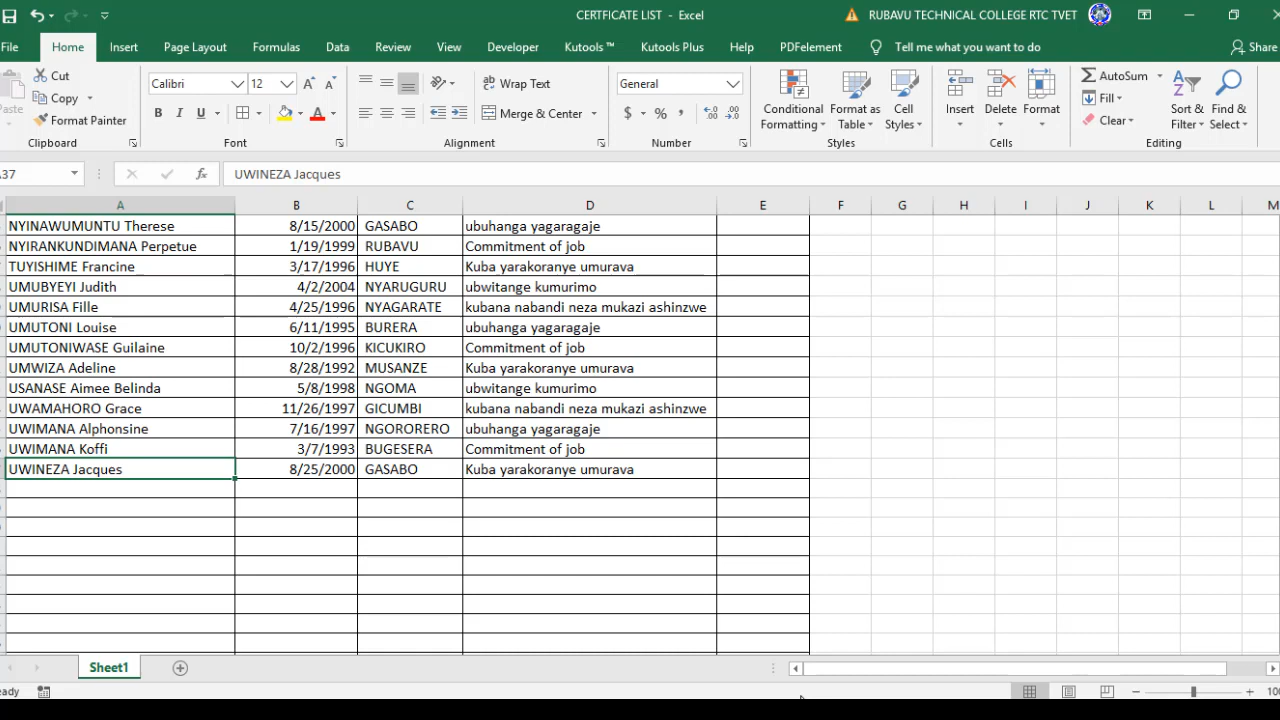 CERTFICATE LIST - Excel RUBAVU TECHNICAL COLLEGE RTC TVET
File Home Insert Page Layout Formulas Data Review View Developer Kutools ™ Kutools Plus Help PDFelement Tell me what you want to do Share
Cut Calibri 12 Wrap Text General AutoSum
Paste Copy Fill
Format Painter B I U A Merge & Center $ % Conditional Formatting Format as Table Cell Styles Insert Delete Format Clear Sort & Filter Find & Select
Clipboard Font Alignment Number Styles Cells Editing
A37 fx UWINEZA Jacques
A B C D E F G H I J K L M
NYINAWUMUNTU Therese 8/15/2000 GASABO ubuhanga yagaragaje
NYIRANKUNDIMANA Perpetue 1/19/1999 RUBAVU Commitment of job
TUYISHIME Francine 3/17/1996 HUYE Kuba yarakoranye umurava
UMUBYEYI Judith 4/2/2004 NYARUGURU ubwitange kumurimo
UMURISA Fille 4/25/1996 NYAGARATE kubana nabandi neza mukazi ashinzwe
UMUTONI Louise 6/11/1995 BURERA ubuhanga yagaragaje
UMUTONIWASE Guilaine 10/2/1996 KICUKIRO Commitment of job
UMWIZA Adeline 8/28/1992 MUSANZE Kuba yarakoranye umurava
USANASE Aimee Belinda 5/8/1998 NGOMA ubwitange kumurimo
UWAMAHORO Grace 11/26/1997 GICUMBI kubana nabandi neza mukazi ashinzwe
UWIMANA Alphonsine 7/16/1997 NGORORERO ubuhanga yagaragaje
UWIMANA Koffi 3/7/1993 BUGESERA Commitment of job
UWINEZA Jacques 8/25/2000 GASABO Kuba yarakoranye umurava
Sheet1